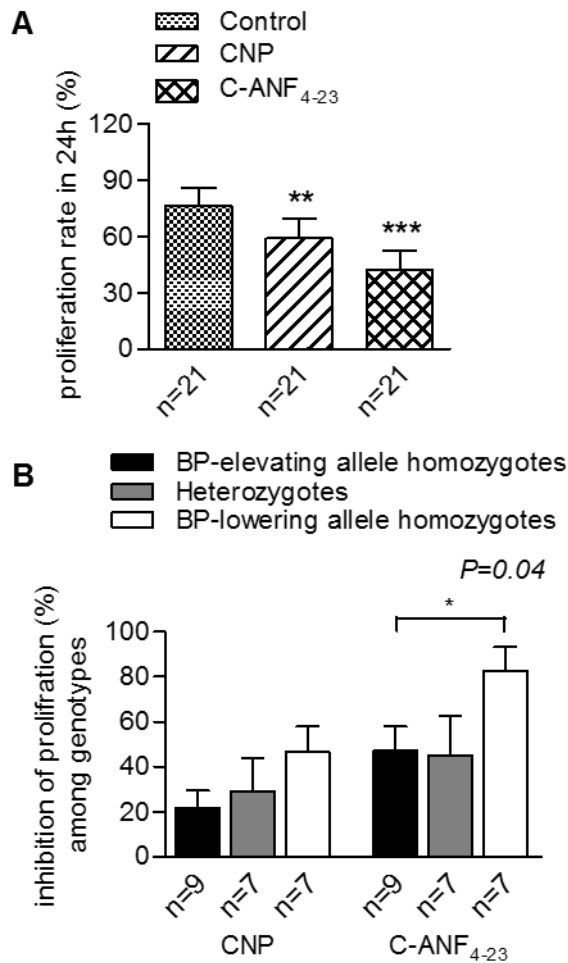 A
Control
CNP
C-ANF4-23
proliferation rate in 24h (%)
120
90
60
30
0
**
***
n=21
n=21
n=21
B
BP-elevating allele homozygotes
Heterozygotes
BP-lowering allele homozygotes
P=0.04
*
inhibition of prolifration (%)
among genotypes
100
80
60
40
20
0
n=9
n=7
n=7
n=9
n=7
n=7
CNP
C-ANF4-23